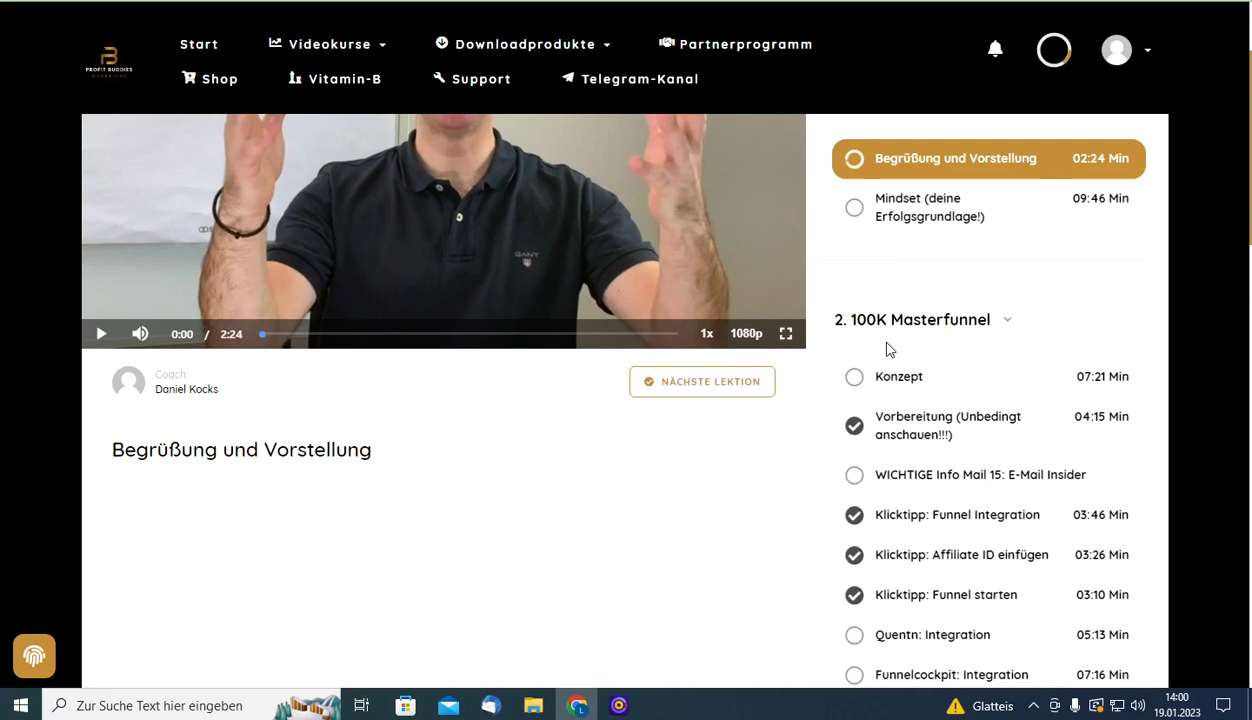 Start
Videokurse
Downloadprodukte
Partnerprogramm
PROFIT BUDDIES
Shop
Vitamin-B
Support
Telegram-Kanal
GANT
Begrüßung und Vorstellung 02:24 Min
Mindset (deine Erfolgsgrundlage!) 09:46 Min
0:00 / 2:24
1x
1080p
2. 100K Masterfunnel
Coach:
Daniel Kocks
NÄCHSTE LEKTION
Konzept 07:21 Min
Vorbereitung (Unbedingt anschauen!!!) 04:15 Min
Begrüßung und Vorstellung
WICHTIGE Info Mail 15: E-Mail Insider
Klicktipp: Funnel Integration 03:46 Min
Klicktipp: Affiliate ID einfügen 03:26 Min
Klicktipp: Funnel starten 03:10 Min
Quentn: Integration 05:13 Min
Funnelcockpit: Integration 07:16 Min
Zur Suche Text hier eingeben
Glatteis
14:00
19.01.2023